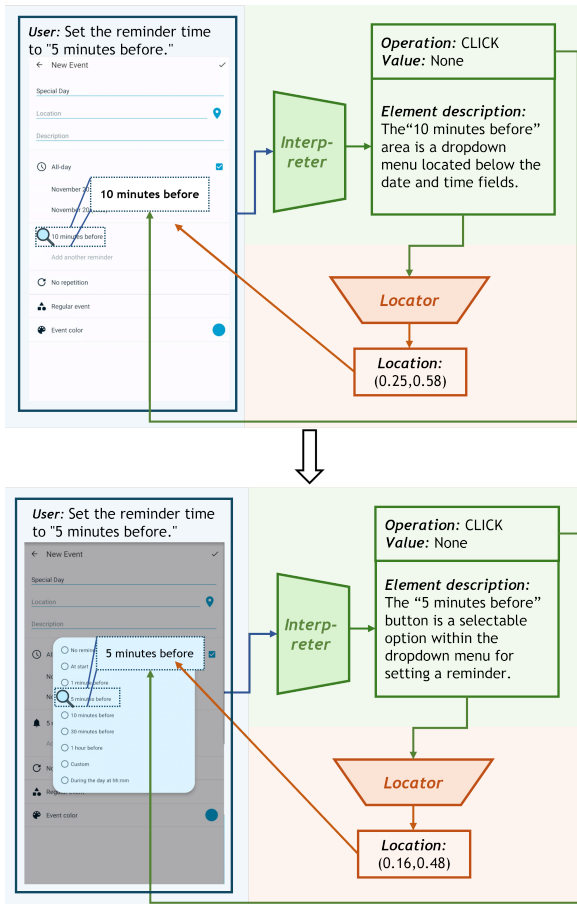 User: Set the reminder time
to "5 minutes before."
New Event
Special Day
Location
Description
All-day
November 20
November 20
10 minutes before
10 minutes before
Add another reminder
No repetition
Regular event
Event color
Interp-
reter
Operation: CLICK
Value: None
Element description:
The“10 minutes before”
area is a dropdown
menu located below the
date and time fields.
Locator
Location:
(0.25,0.58)
User: Set the reminder time
to "5 minutes before."
New Event
Special Day
Location
Description
No remin
At start
1 minute before
5 minutes before
5 minutes before
10 minutes before
30 minutes before
1 hour before
Custom
During the day at hh:mm
Event color
Interp-
reter
Operation: CLICK
Value: None
Element description:
The “5 minutes before”
button is a selectable
option within the
dropdown menu for
setting a reminder.
Locator
Location:
(0.16,0.48)